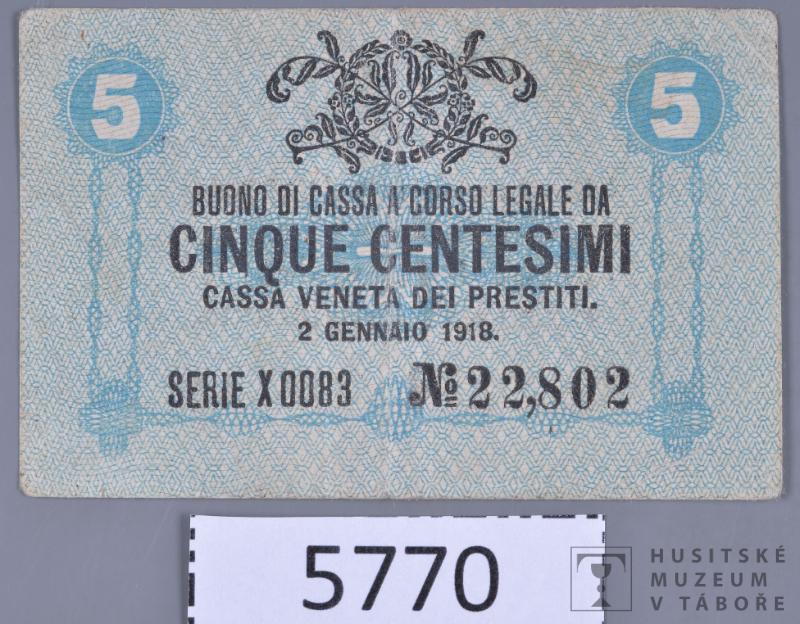 5 5
BUONO DI CASSA A CORSO LEGALE DA
CINQUE CENTESIMI
CASSA VENETA DEI PRESTITI.
2 GENNAIO 1918.
SERIE X0083 № 22,802
5770
HUSITSKÉ
MUZEUM
V TÁBOŘE